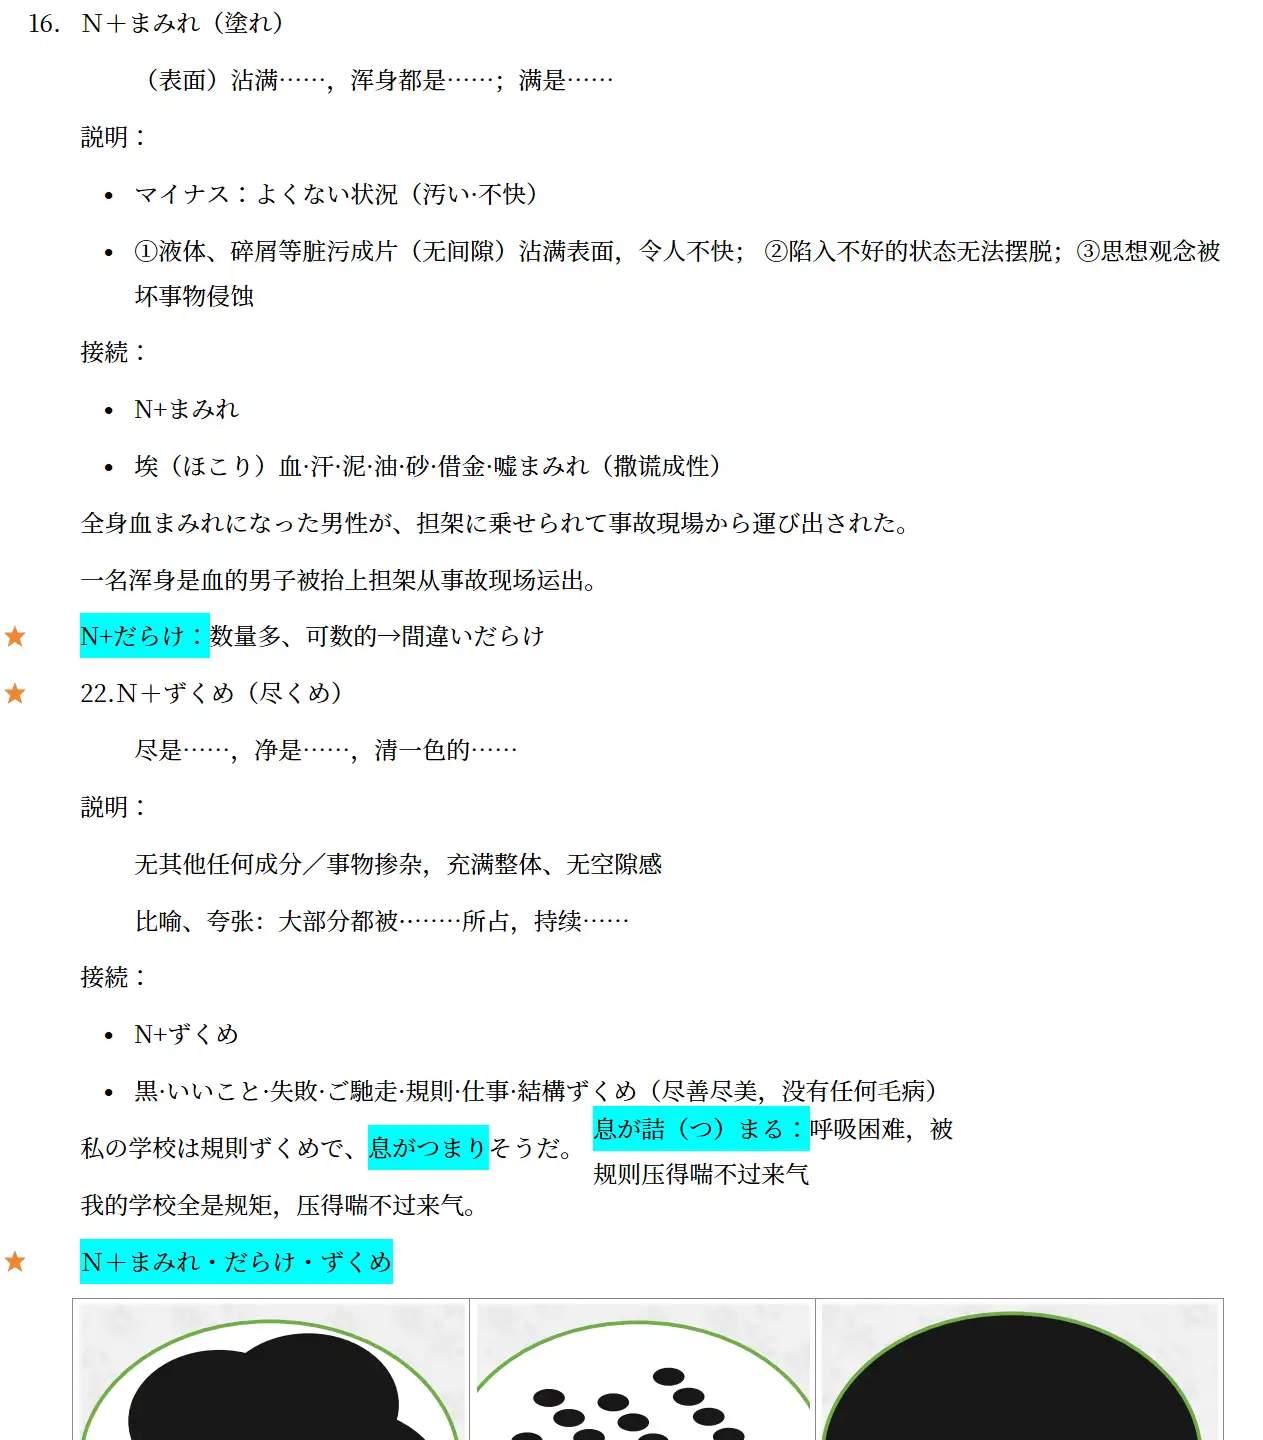 16. N＋まみれ（塗れ）
（表面）沾满……，浑身都是……；满是……
説明：
• マイナス：よくない状況（汚い·不快）
• ①液体、碎屑等脏污成片（无间隙）沾满表面，令人不快； ②陷入不好的状态无法摆脱；③思想观念被
坏事物侵蚀
接続：
• N+まみれ
• 埃（ほこり）血·汗·泥·油·砂·借金·嘘まみれ（撒谎成性）
全身血まみれになった男性が、担架に乗せられて事故現場から運び出された。
一名浑身是血的男子被抬上担架从事故现场运出。
N+だらけ：数量多、可数的→間違いだらけ
22.N＋ずくめ（尽くめ）
尽是……，净是……，清一色的……
説明：
无其他任何成分／事物掺杂，充满整体、无空隙感
比喻、夸张：大部分都被········所占，持续……
接続：
• N+ずくめ
• 黒·いいこと·失敗·ご馳走·規則·仕事·結構ずくめ（尽善尽美，没有任何毛病）
私の学校は規則ずくめで、息がつまりそうだ。
息が詰（つ）まる：呼吸困难，被
规则压得喘不过来气
我的学校全是规矩，压得喘不过来气。
N＋まみれ・だらけ・ずくめ